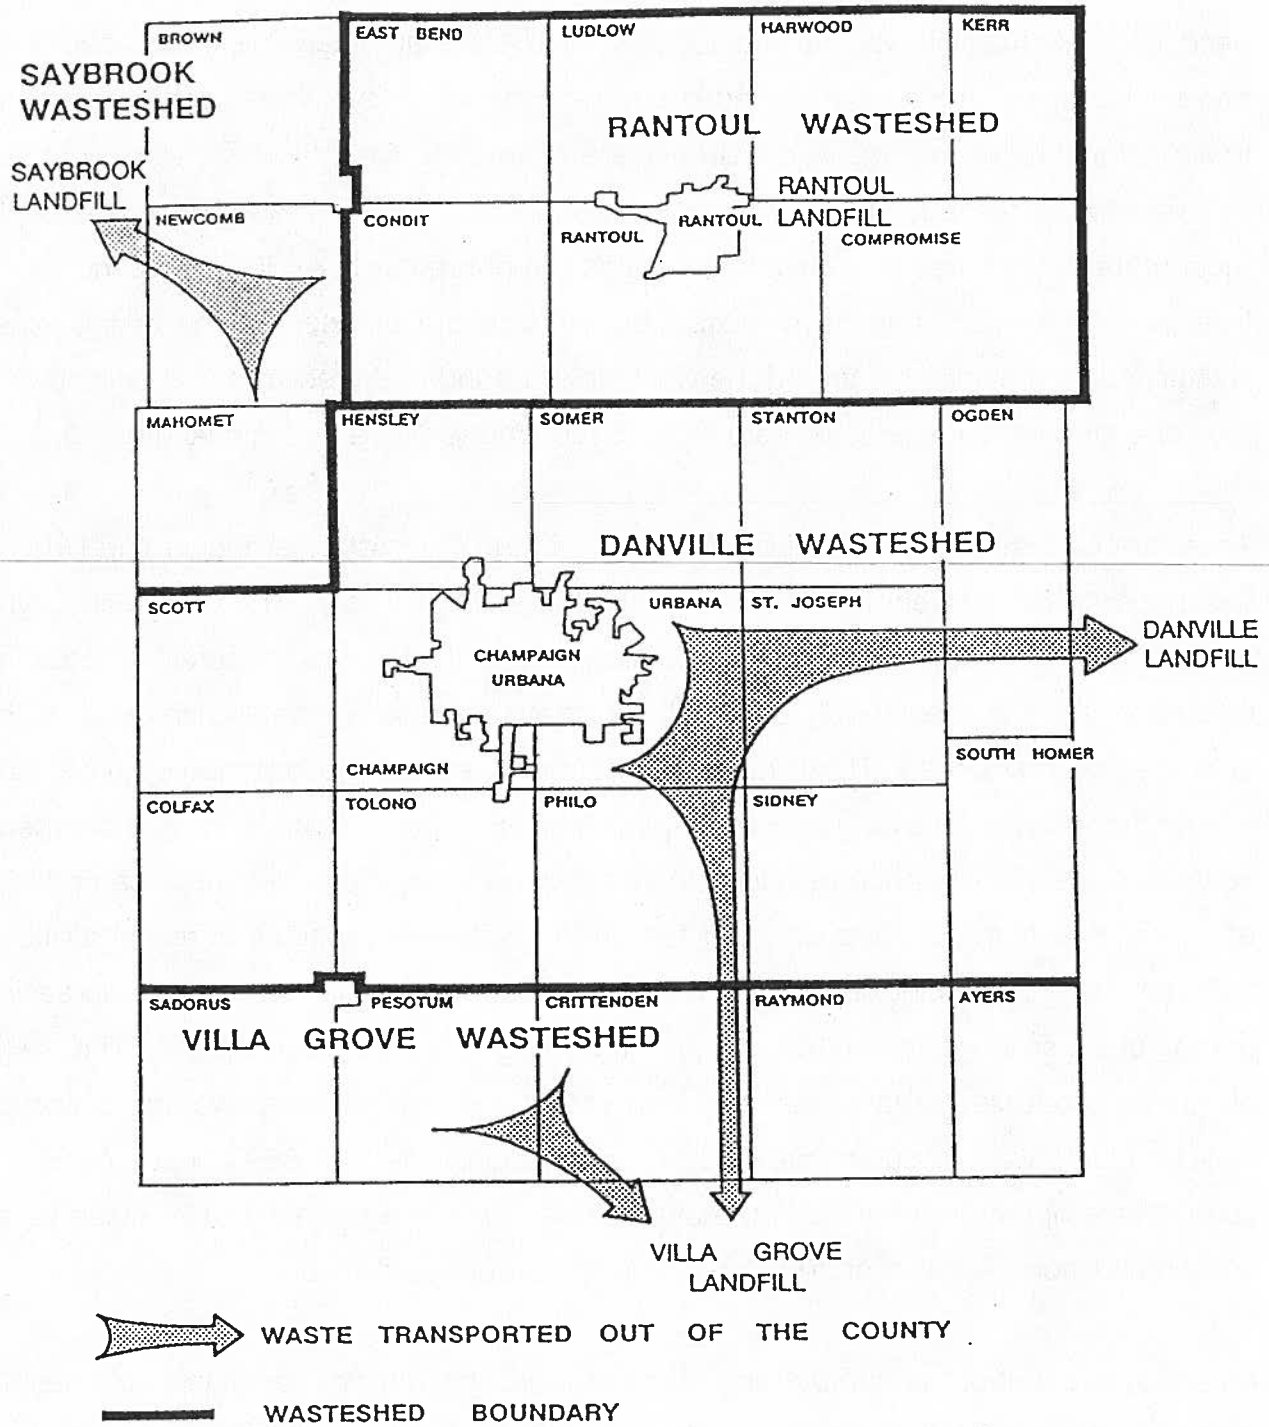 BROWN
EAST BEND
LUDLOW
HARWOOD
KERR
SAYBROOK
WASTESHED
RANTOUL WASTESHED
SAYBROOK
LANDFILL
RANTOUL
LANDFILL
NEWCOMB
CONDIT
RANTOUL
RANTOUL
COMPROMISE
MAHOMET
HENSLEY
SOMER
STANTON
OGDEN
DANVILLE WASTESHED
SCOTT
URBANA
ST. JOSEPH
CHAMPAIGN
URBANA
DANVILLE
LANDFILL
CHAMPAIGN
SOUTH HOMER
COLFAX
TOLONO
PHILO
SIDNEY
SADORUS
PESOTUM
CRITTENDEN
RAYMOND
AYERS
VILLA GROVE WASTESHED
VILLA GROVE
LANDFILL
WASTE TRANSPORTED OUT OF THE COUNTY
WASTESHED BOUNDARY